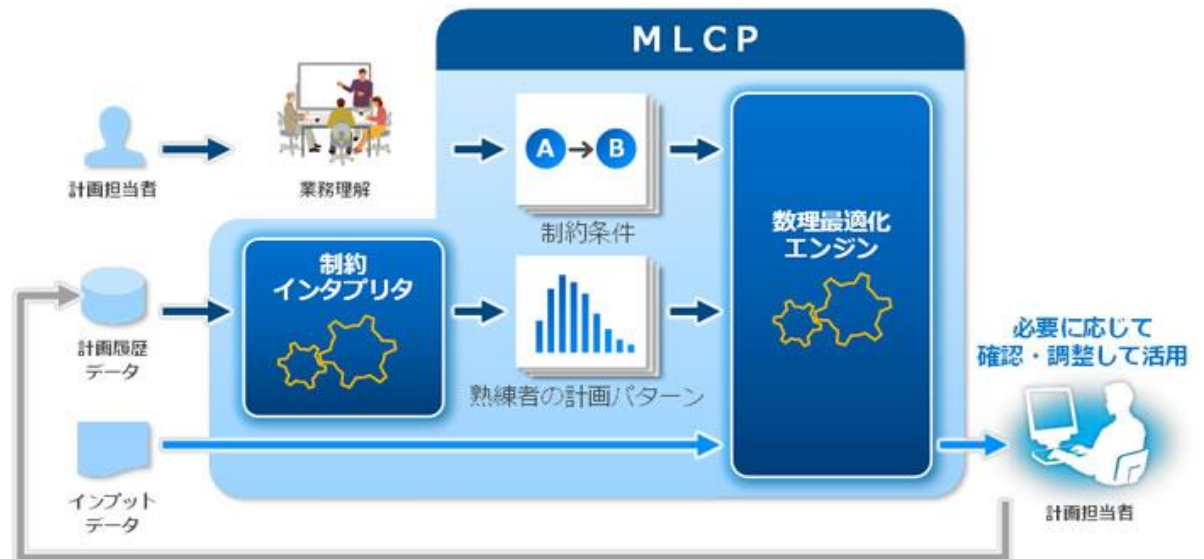 MLCP
計画担当者
業務理解
A→B
制約条件
数理最適化
エンジン
制約
インタプリタ
計画履歴
データ
熟練者の計画パターン
必要に応じて
確認・調整して活用
インプット
データ
計画担当者